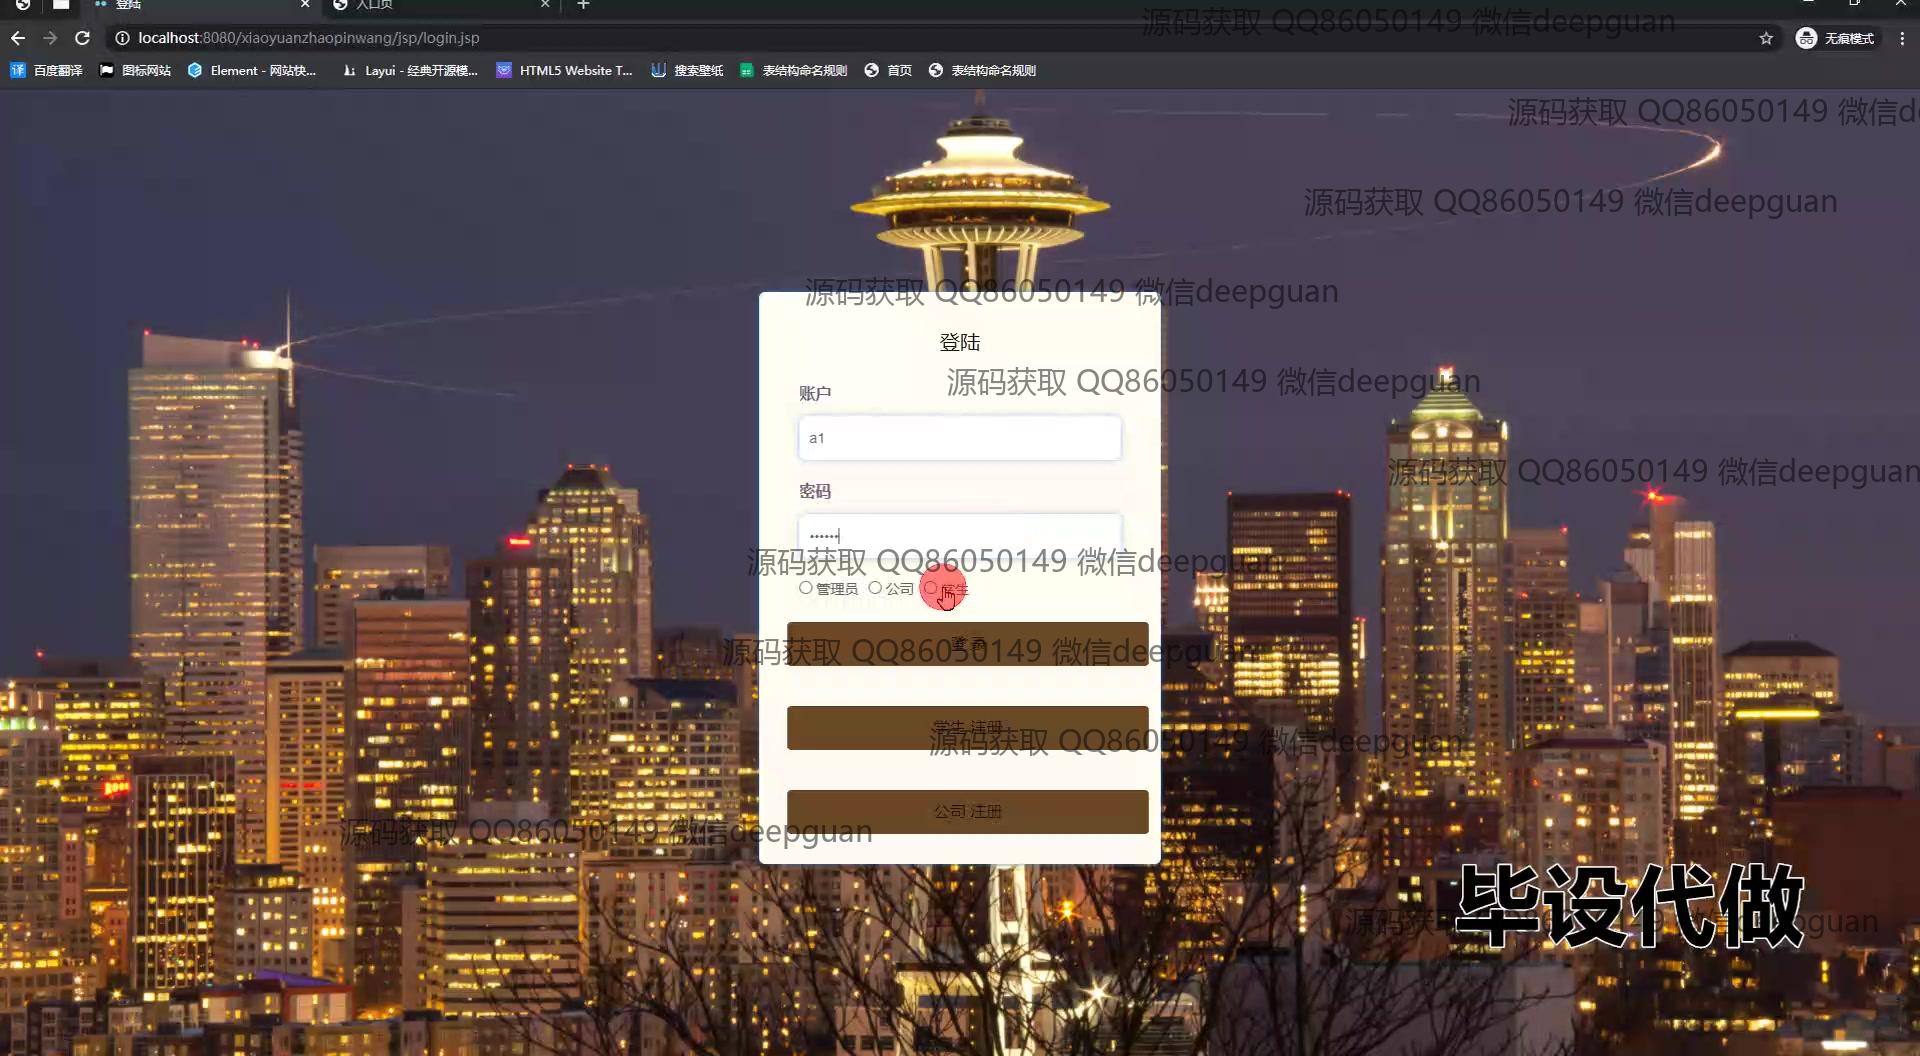 登陆
入口页
localhost:8080/xiaoyuanzhaopinwang/jsp/login.jsp
无痕模式
百度翻译
图标网站
Element - 网站快...
Layui - 经典开源模...
HTML5 Website T...
搜索壁纸
表结构命名规则
首页
表结构命名规则
源码获取 QQ86050149 微信deepguan
源码获取 QQ86050149 微信de
源码获取 QQ86050149 微信deepguan
源码获取 QQ86050149 微信deepguan
登陆
源码获取 QQ86050149 微信deepguan
账户
a1
源码获取 QQ86050149 微信deepguan
密码
源码获取 QQ86050149 微信deepguan
管理员
公司
学生
登录
源码获取 QQ86050149 微信deepguan
学生 注册
源码获取 QQ86050149 微信deepguan
公司 注册
源码获取 QQ86050149 微信deepguan
毕设代做
源码获取 guan